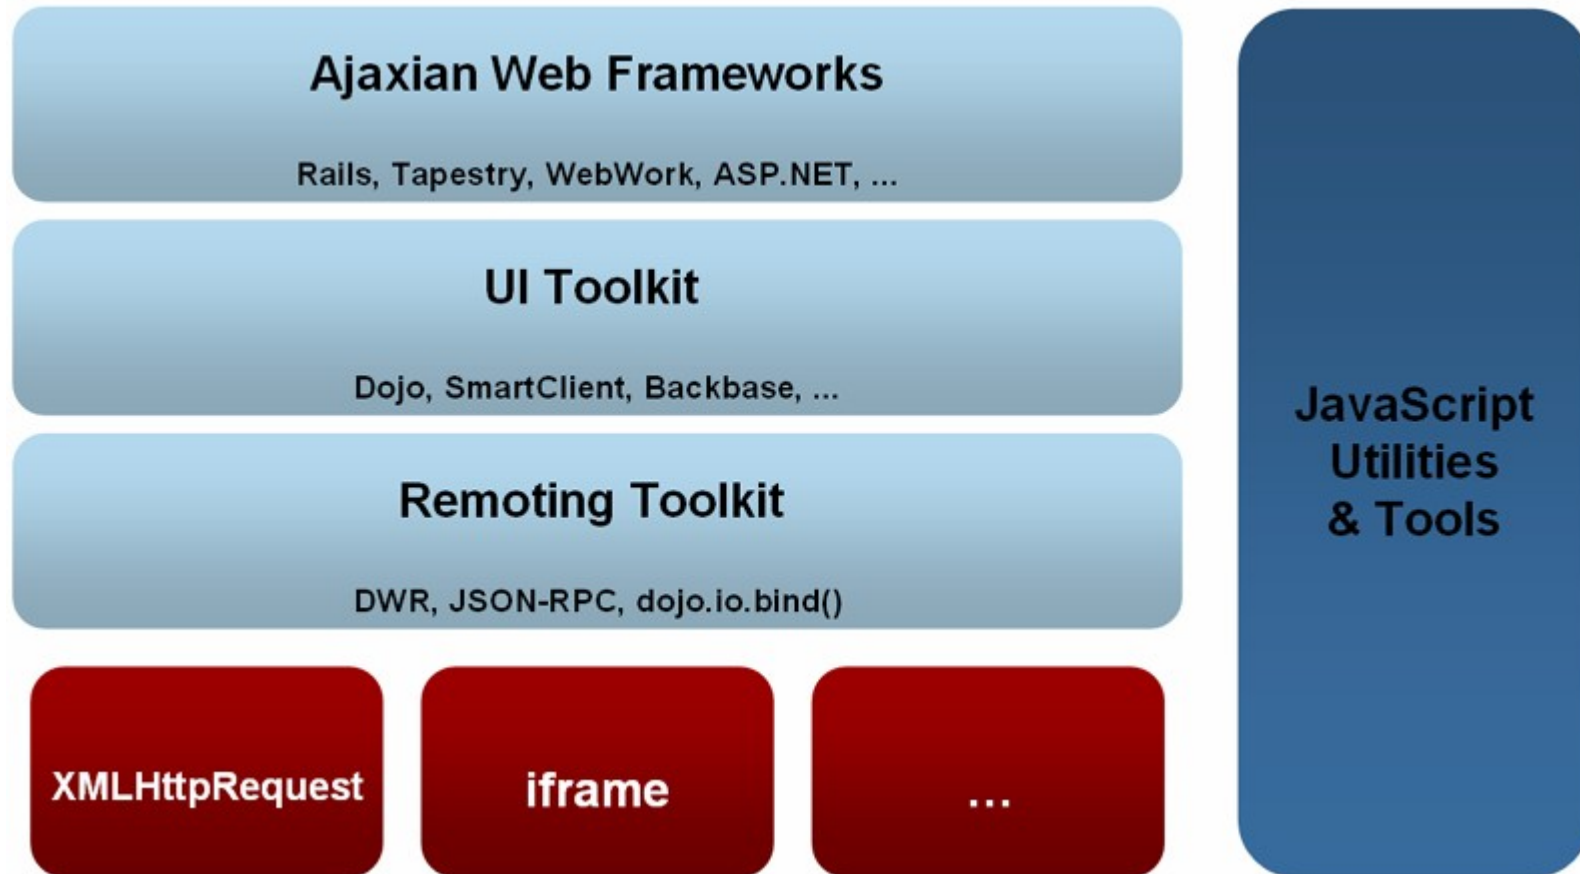 Ajaxian Web Frameworks
Rails, Tapestry, WebWork, ASP.NET, ...
UI Toolkit
Dojo, SmartClient, Backbase, ...
Remoting Toolkit
DWR, JSON-RPC, dojo.io.bind()
XMLHttpRequest
iframe
...
JavaScript
Utilities
& Tools